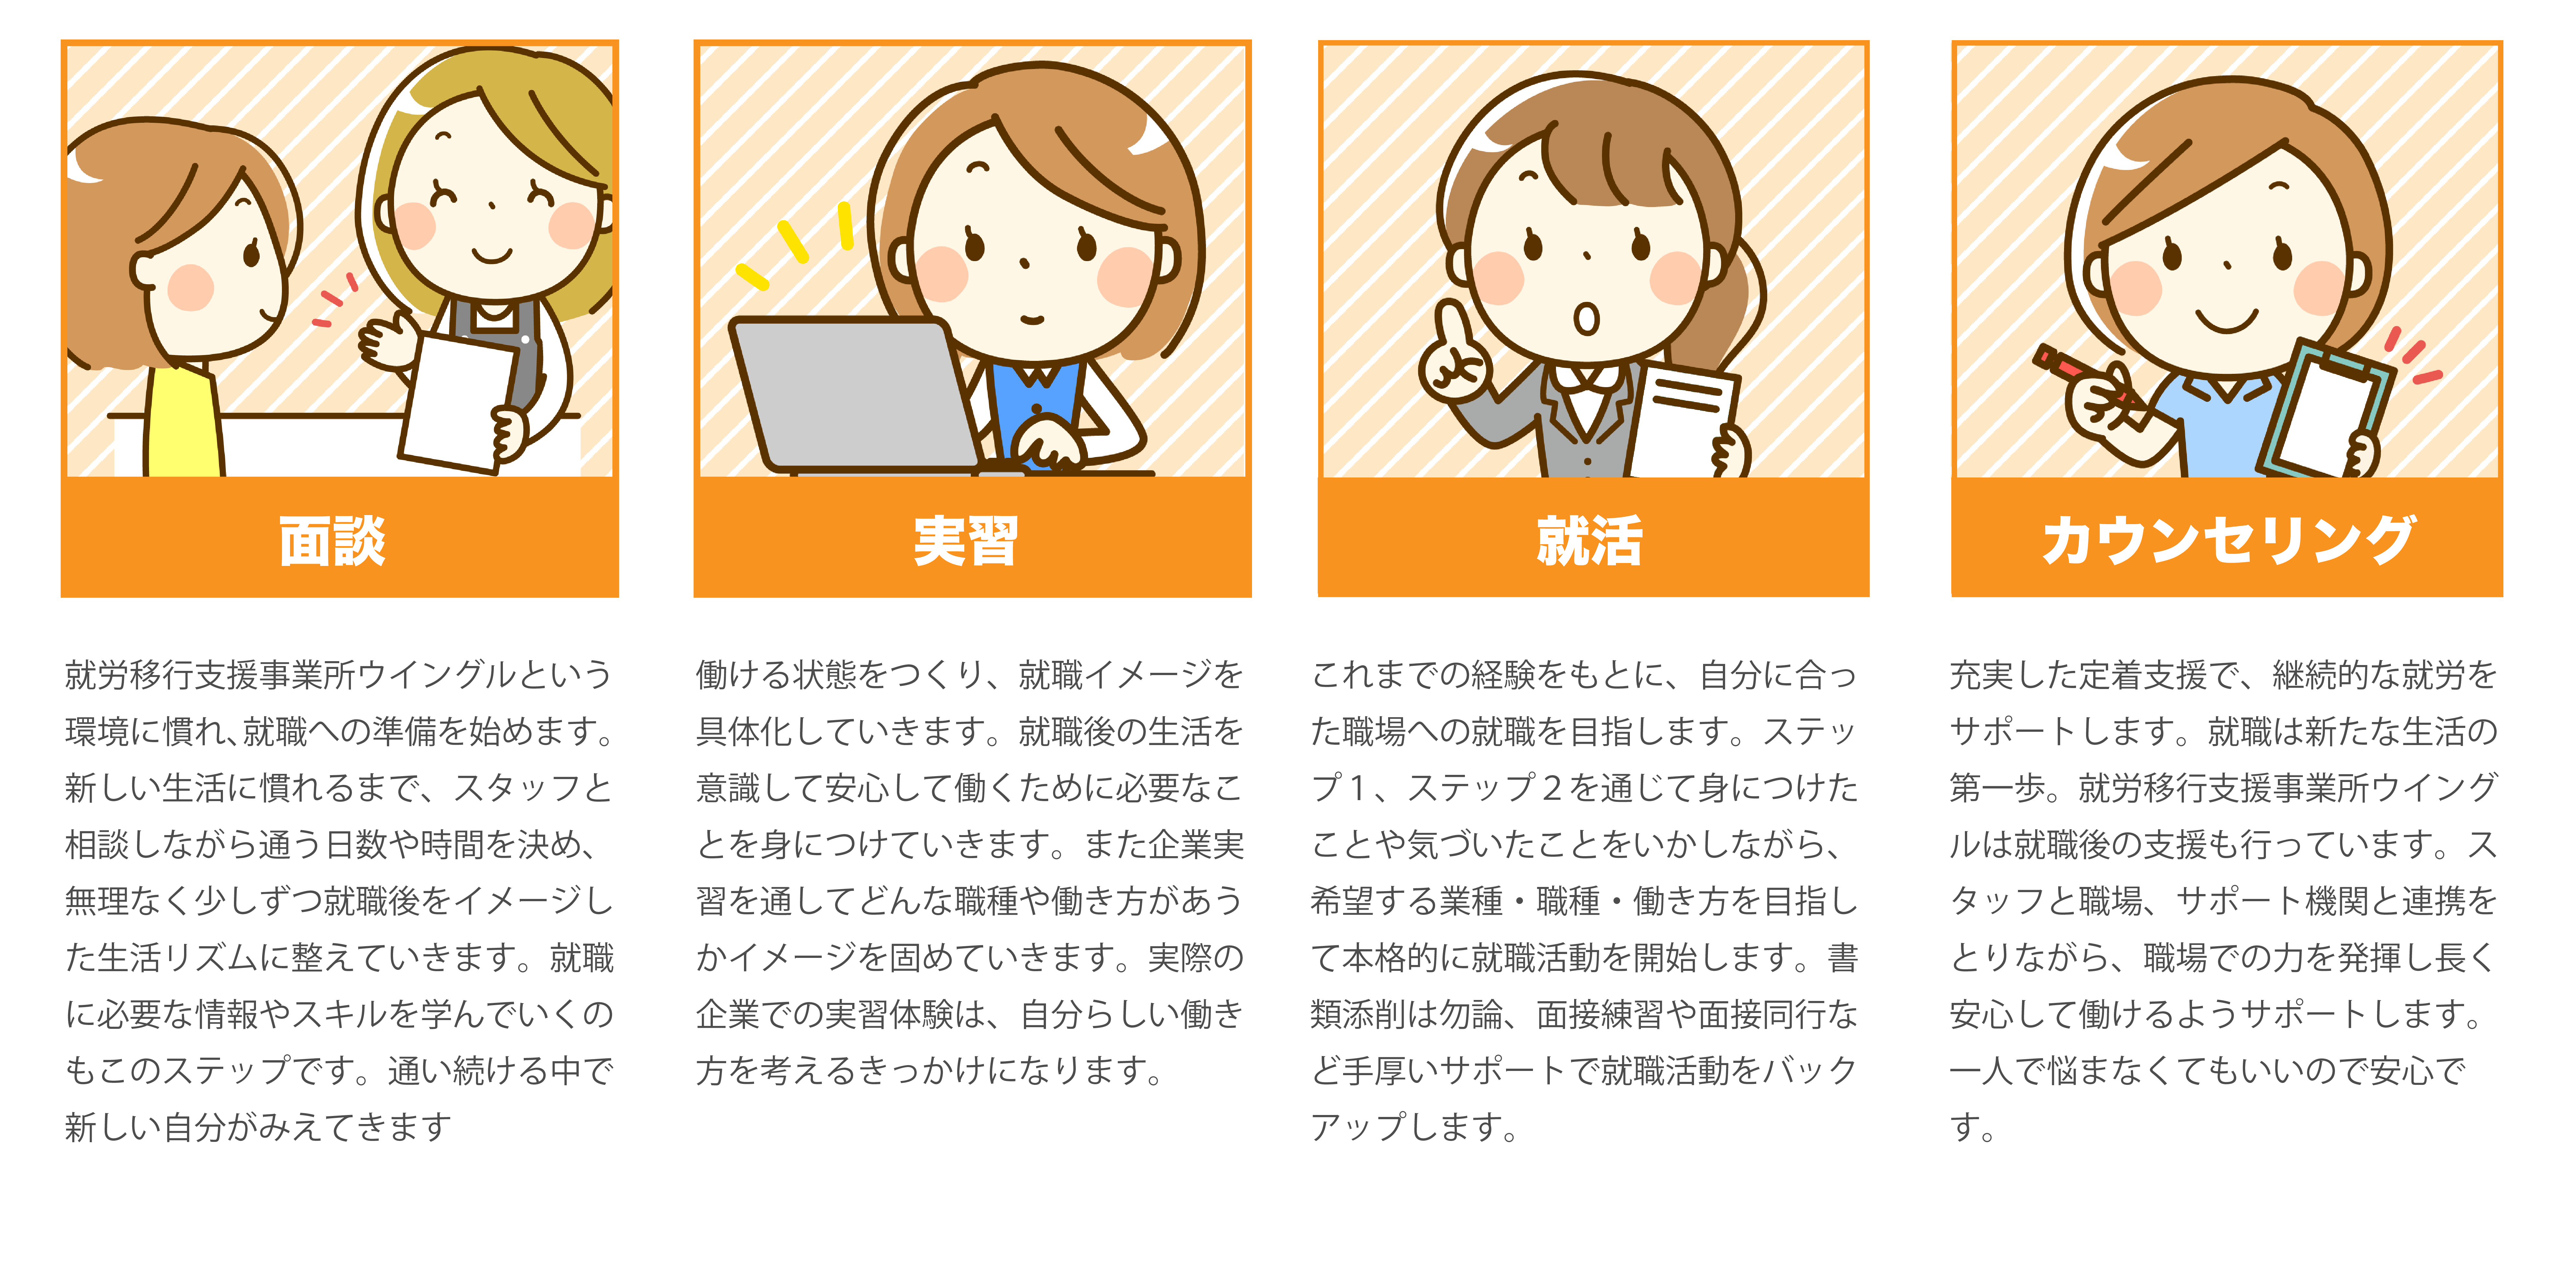 面談
就労移行支援事業所ウイングルという
環境に慣れ、就職への準備を始めます。
新しい生活に慣れるまで、スタッフと
相談しながら通う日数や時間を決め、
無理なく少しずつ就職後をイメージし
た生活リズムに整えていきます。就職
に必要な情報やスキルを学んでいくの
もこのステップです。通い続ける中で
新しい自分がみえてきます
実習
働ける状態をつくり、就職イメージを
具体化していきます。就職後の生活を
意識して安心して働くために必要なこ
とを身につけていきます。また企業実
習を通してどんな職種や働き方があう
かイメージを固めていきます。実際の
企業での実習体験は、自分らしい働き
方を考えるきっかけになります。
就活
これまでの経験をもとに、自分に合っ
た職場への就職を目指します。ステッ
プ１、ステップ２を通じて身につけた
ことや気づいたことをいかしながら、
希望する業種・職種・働き方を目指し
て本格的に就職活動を開始します。書
類添削は勿論、面接練習や面接同行な
ど手厚いサポートで就職活動をバック
アップします。
カウンセリング
充実した定着支援で、継続的な就労を
サポートします。就職は新たな生活の
第一歩。就労移行支援事業所ウイング
ルは就職後の支援も行っています。ス
タッフと職場、サポート機関と連携を
とりながら、職場での力を発揮し長く
安心して働けるようサポートします。
一人で悩まなくてもいいので安心で
す。